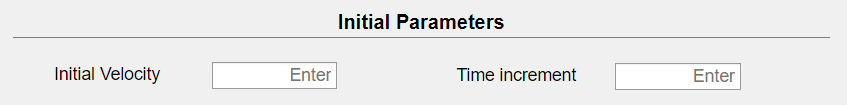 Initial Parameters
Initial Velocity Enter Time increment Enter